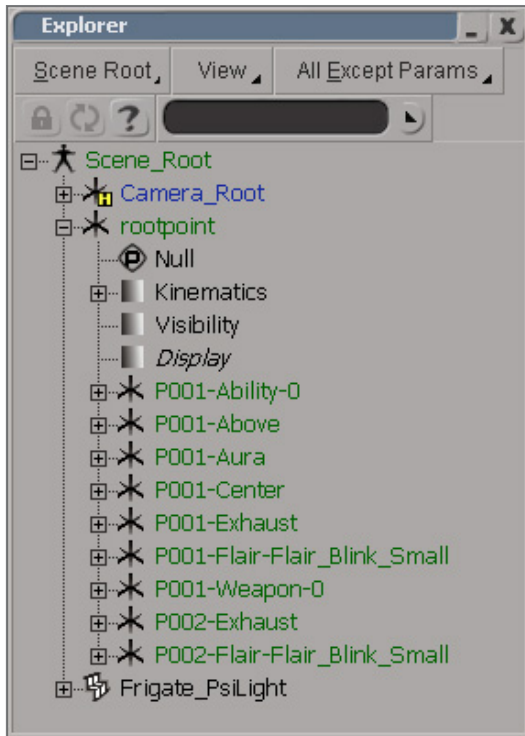 Explorer
Scene Root View All Except Params
?
Scene_Root
H Camera_Root
rootpoint
P Null
Kinematics
Visibility
Display
P001-Ability-0
P001-Above
P001-Aura
P001-Center
P001-Exhaust
P001-Flair-Flair_Blink_Small
P001-Weapon-0
P002-Exhaust
P002-Flair-Flair_Blink_Small
Frigate_PsiLight